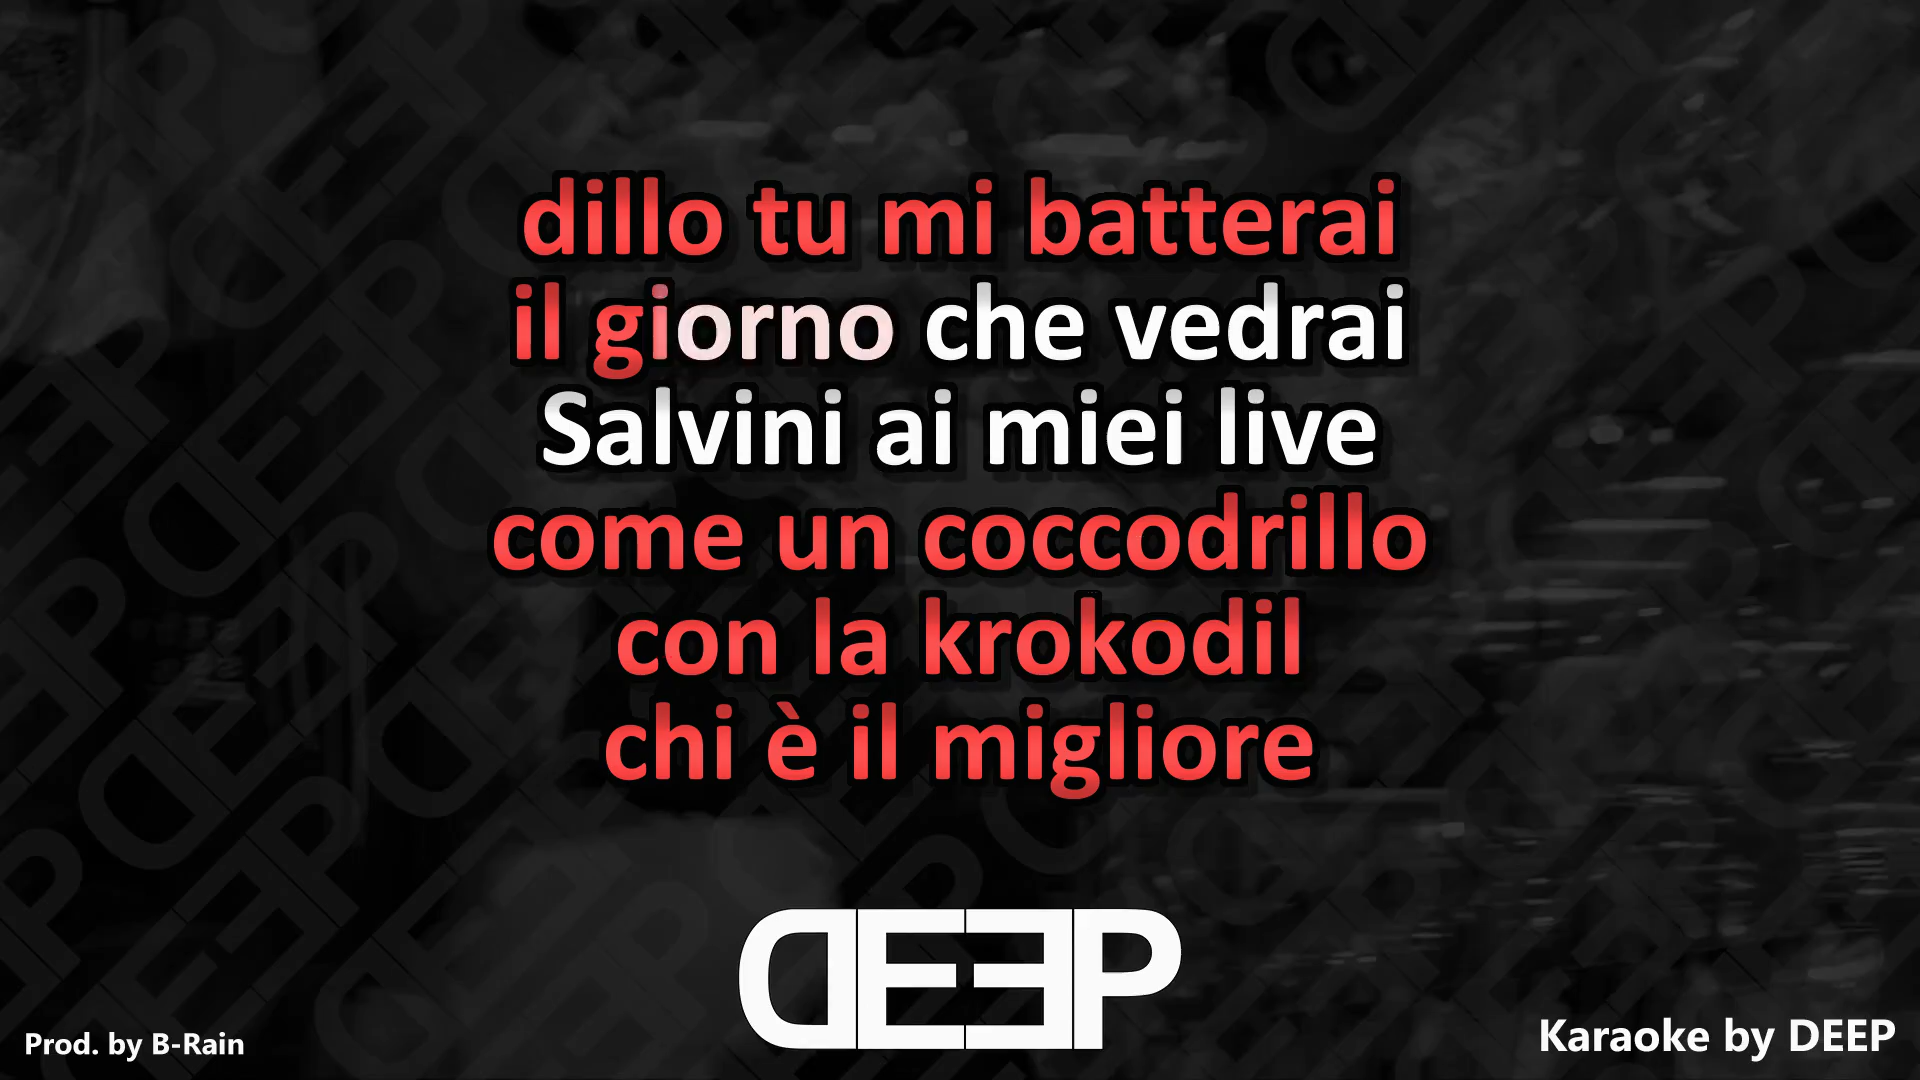 dillo tu mi batterai
il giorno che vedrai
Salvini ai miei live
come un coccodrillo
con la krokodil
chi è il migliore
DEEP
Prod. by B-Rain
Karaoke by DEEP